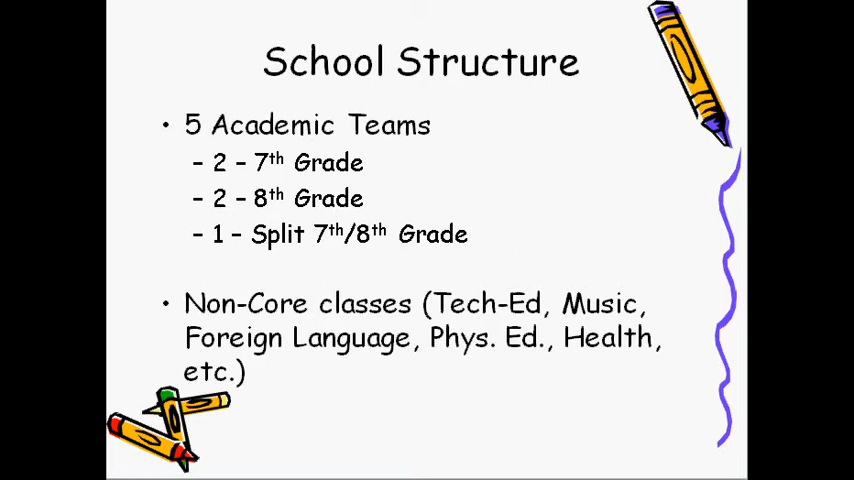 School Structure
• 5 Academic Teams
– 2 – 7th Grade
– 2 – 8th Grade
– 1 – Split 7th/8th Grade
• Non-Core classes (Tech-Ed, Music,
Foreign Language, Phys. Ed., Health,
etc.)